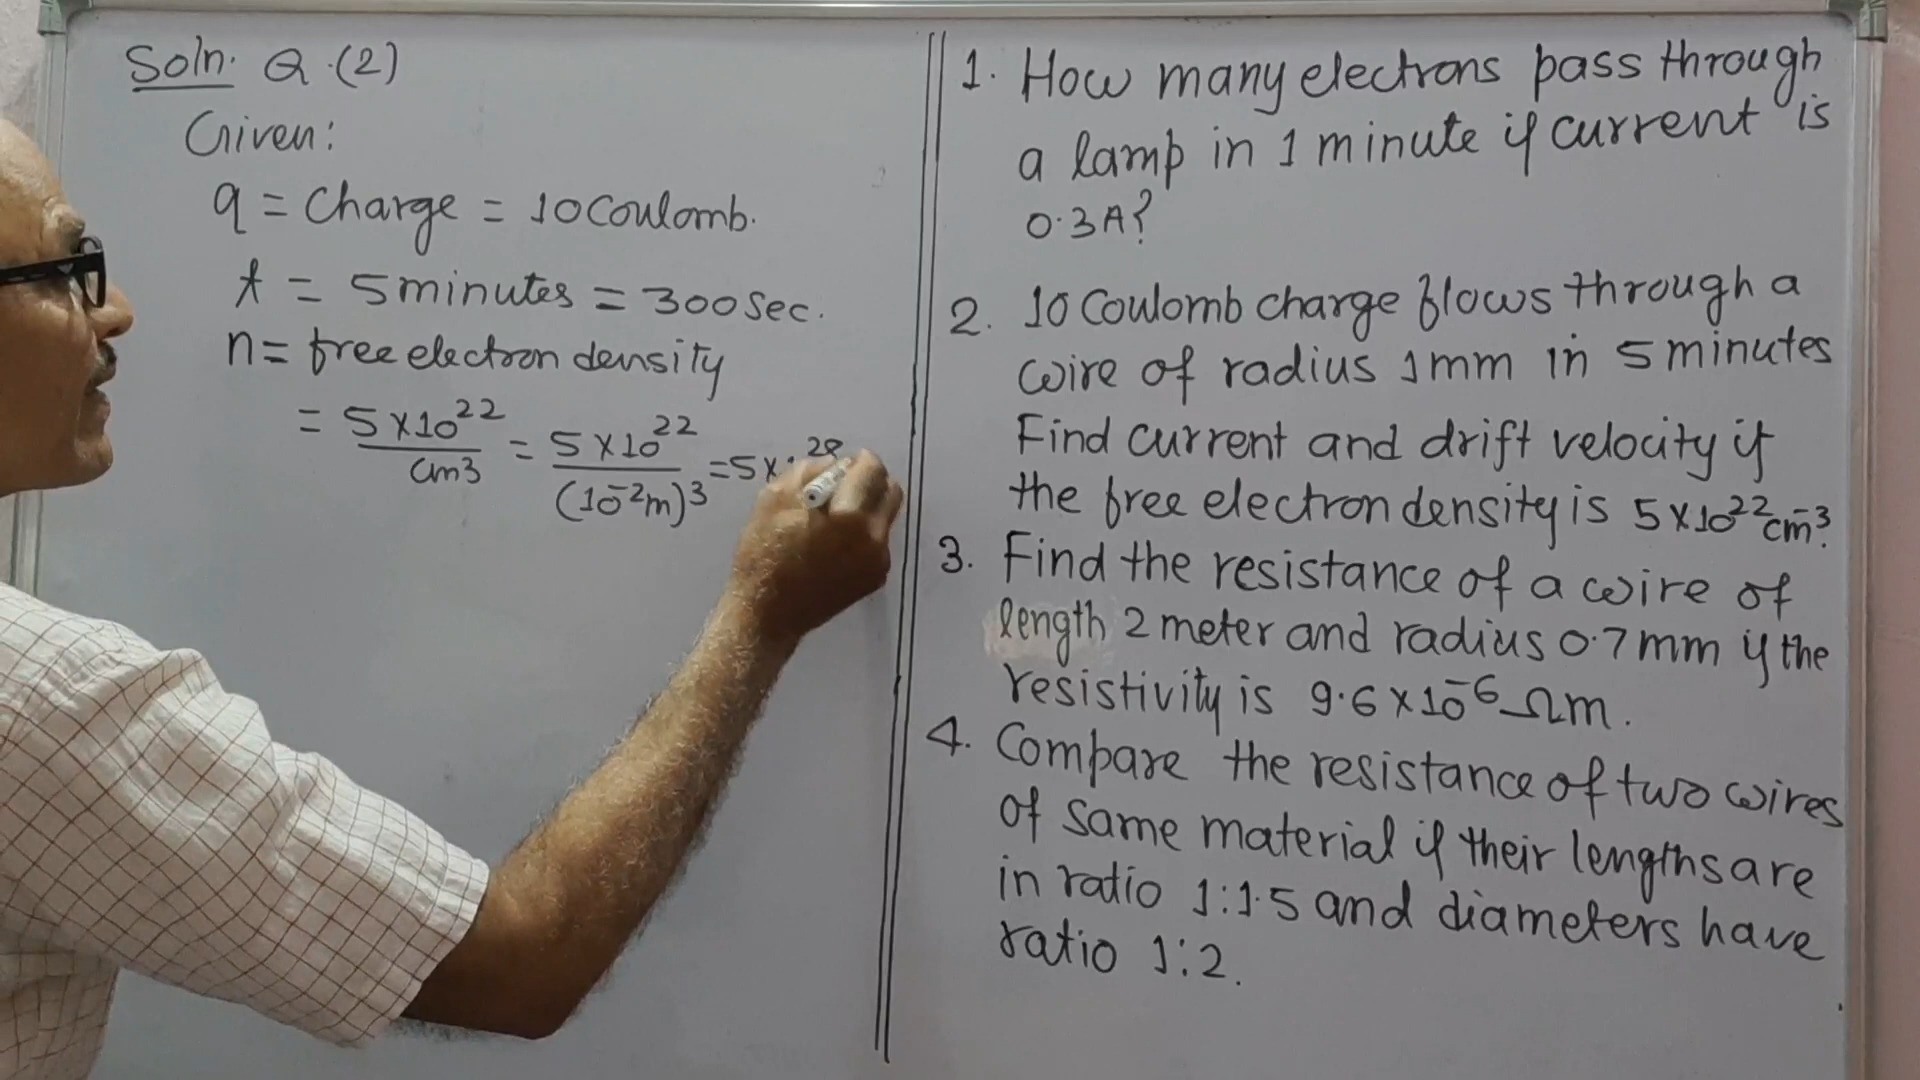 Soln. Q.(2)
Given:
q = Charge = 10 Coulomb.
t = 5 minutes = 300 Sec.
n = free electron density
= 5×10²²/cm³ = 5×10²²/(10⁻²m)³ = 5×
1. How many electrons pass through
a lamp in 1 minute if current is
0.3A?
2. 10 Coulomb charge flows through a
wire of radius 1mm in 5 minutes
Find current and drift velocity if
the free electron density is 5×10²²cm⁻³?
3. Find the resistance of a wire of
length 2 meter and radius 0.7mm if the
resistivity is 9.6×10⁻⁶Ωm.
4. Compare the resistance of two wires
of same material if their lengths are
in ratio 1:1.5 and diameters have
ratio 1:2.